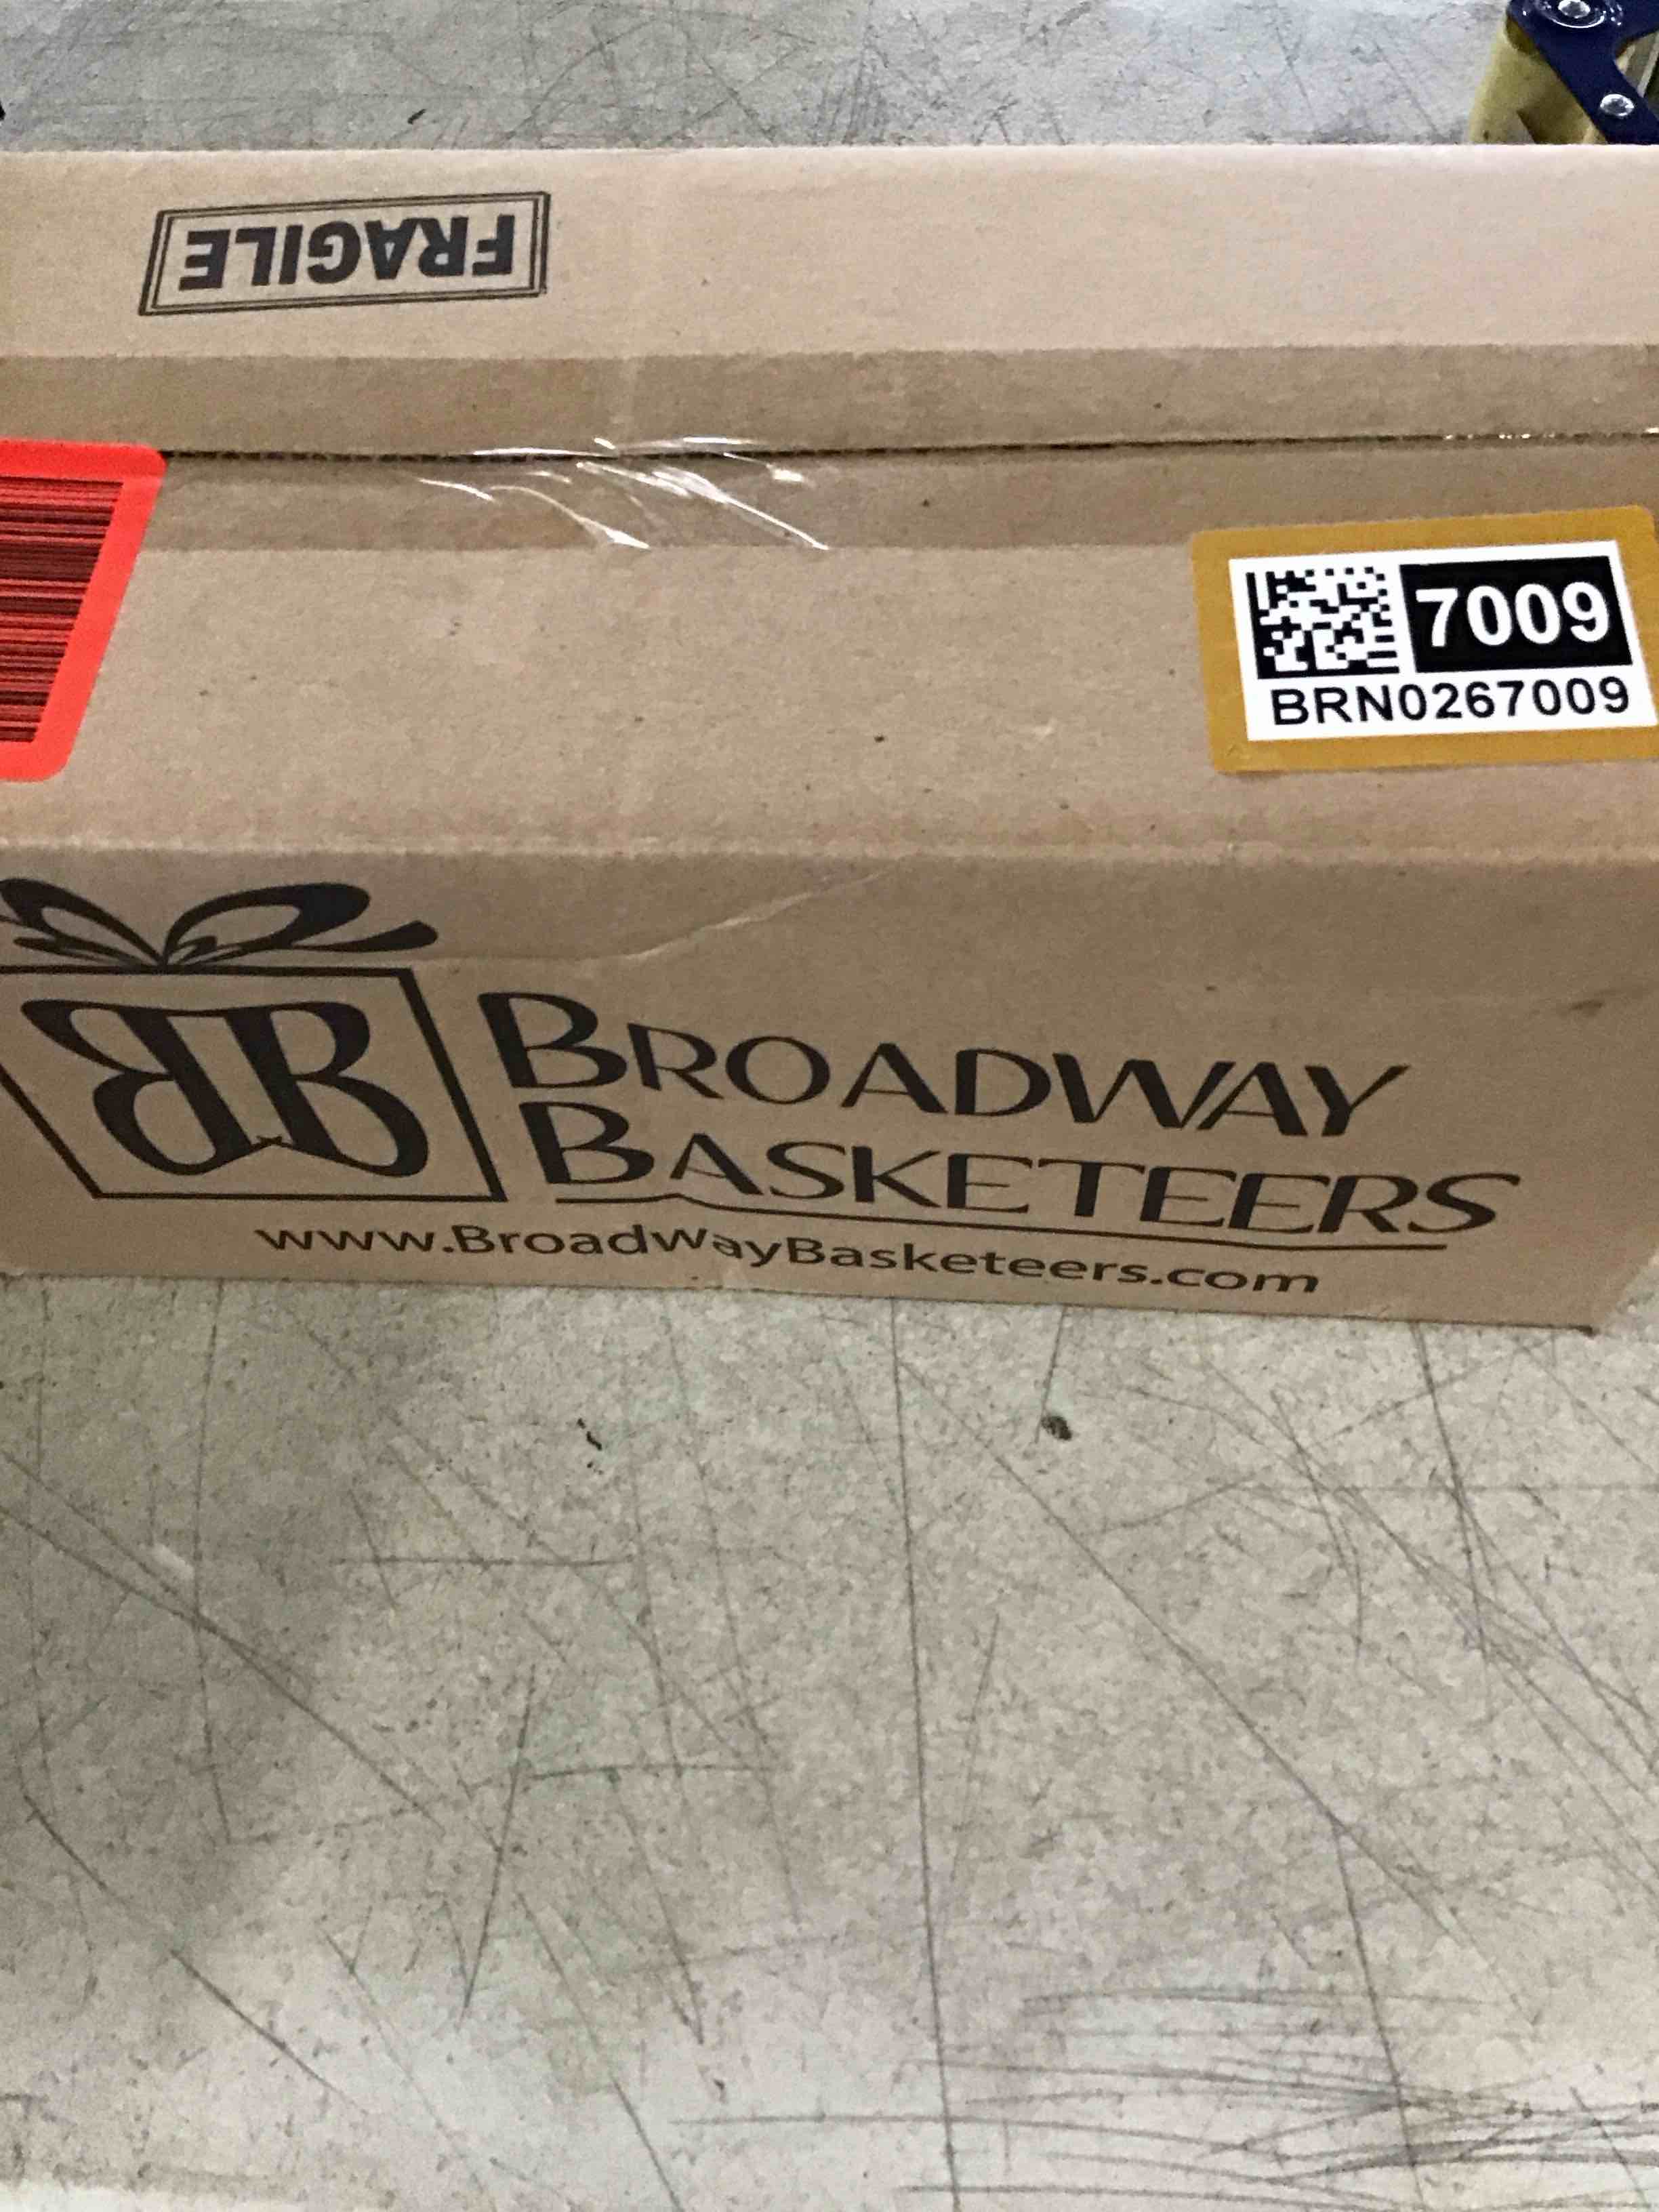 FRAGILE
7009
BRN0267009
BB
BROADWAY
BASKETEERS
www.BroadwayBasketeers.com